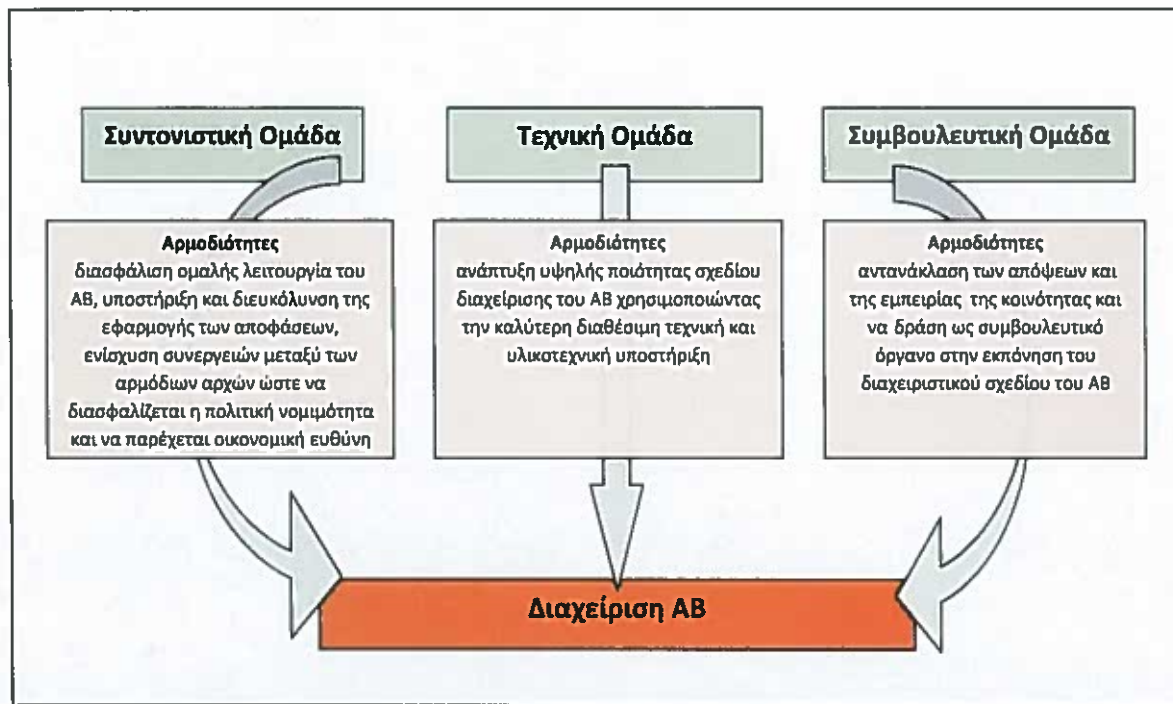 Συντονιστική Ομάδα
Τεχνική Ομάδα
Συμβουλευτική Ομάδα
Αρμοδιότητες
διασφάλιση ομαλής λειτουργία του
ΑΒ, υποστήριξη και διευκόλυνση της
εφαρμογής των αποφάσεων,
ενίσχυση συνεργειών μεταξύ των
αρμόδιων αρχών ώστε να
διασφαλίζεται η πολιτική νομιμότητα
και να παρέχεται οικονομική ευθύνη
Αρμοδιότητες
ανάπτυξη υψηλής ποιότητας σχεδίου
διαχείρισης του ΑΒ χρησιμοποιώντας
την καλύτερη διαθέσιμη τεχνική και
υλικοτεχνική υποστήριξη
Αρμοδιότητες
αντανάκλαση των απόψεων και
της εμπειρίας της κοινότητας και
να δράση ως συμβουλευτικό
όργανο στην εκπόνηση του
διαχειριστικού σχεδίου του ΑΒ
Διαχείριση ΑΒ